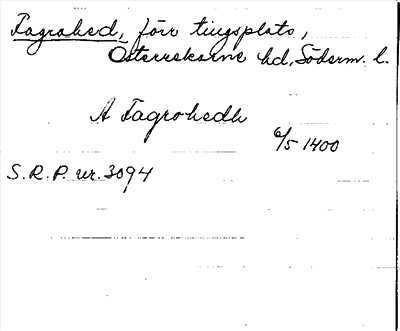 Fagrahed, förr tingsplats,
Österrekarne hd, Söderm. l.
A Fagrohedh
6/5 1400
S.R.P. nr. 3094